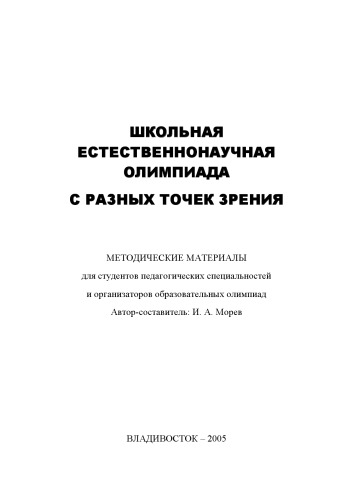 ШКОЛЬНАЯ
ЕСТЕСТВЕННОНАУЧНАЯ
ОЛИМПИАДА
С РАЗНЫХ ТОЧЕК ЗРЕНИЯ
МЕТОДИЧЕСКИЕ МАТЕРИАЛЫ
для студентов педагогических специальностей
и организаторов образовательных олимпиад
Автор-составитель: И. А. Морев
ВЛАДИВОСТОК – 2005